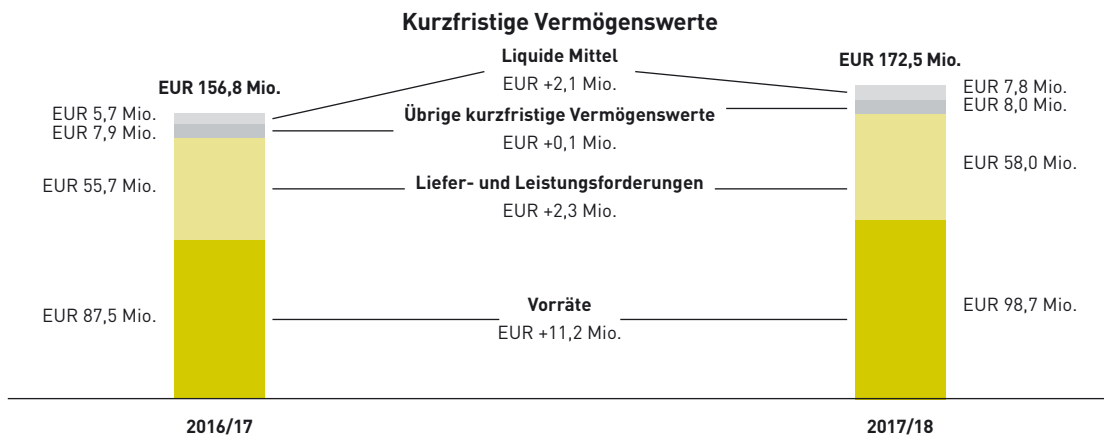 Kurzfristige Vermögenswerte
Liquide Mittel
EUR +2,1 Mio.
EUR 156,8 Mio.
EUR 172,5 Mio.
EUR 5,7 Mio.
EUR 7,9 Mio.
Übrige kurzfristige Vermögenswerte
EUR +0,1 Mio.
EUR 7,8 Mio.
EUR 8,0 Mio.
EUR 55,7 Mio.
Liefer- und Leistungsforderungen
EUR +2,3 Mio.
EUR 58,0 Mio.
EUR 87,5 Mio.
Vorräte
EUR +11,2 Mio.
EUR 98,7 Mio.
2016/17
2017/18